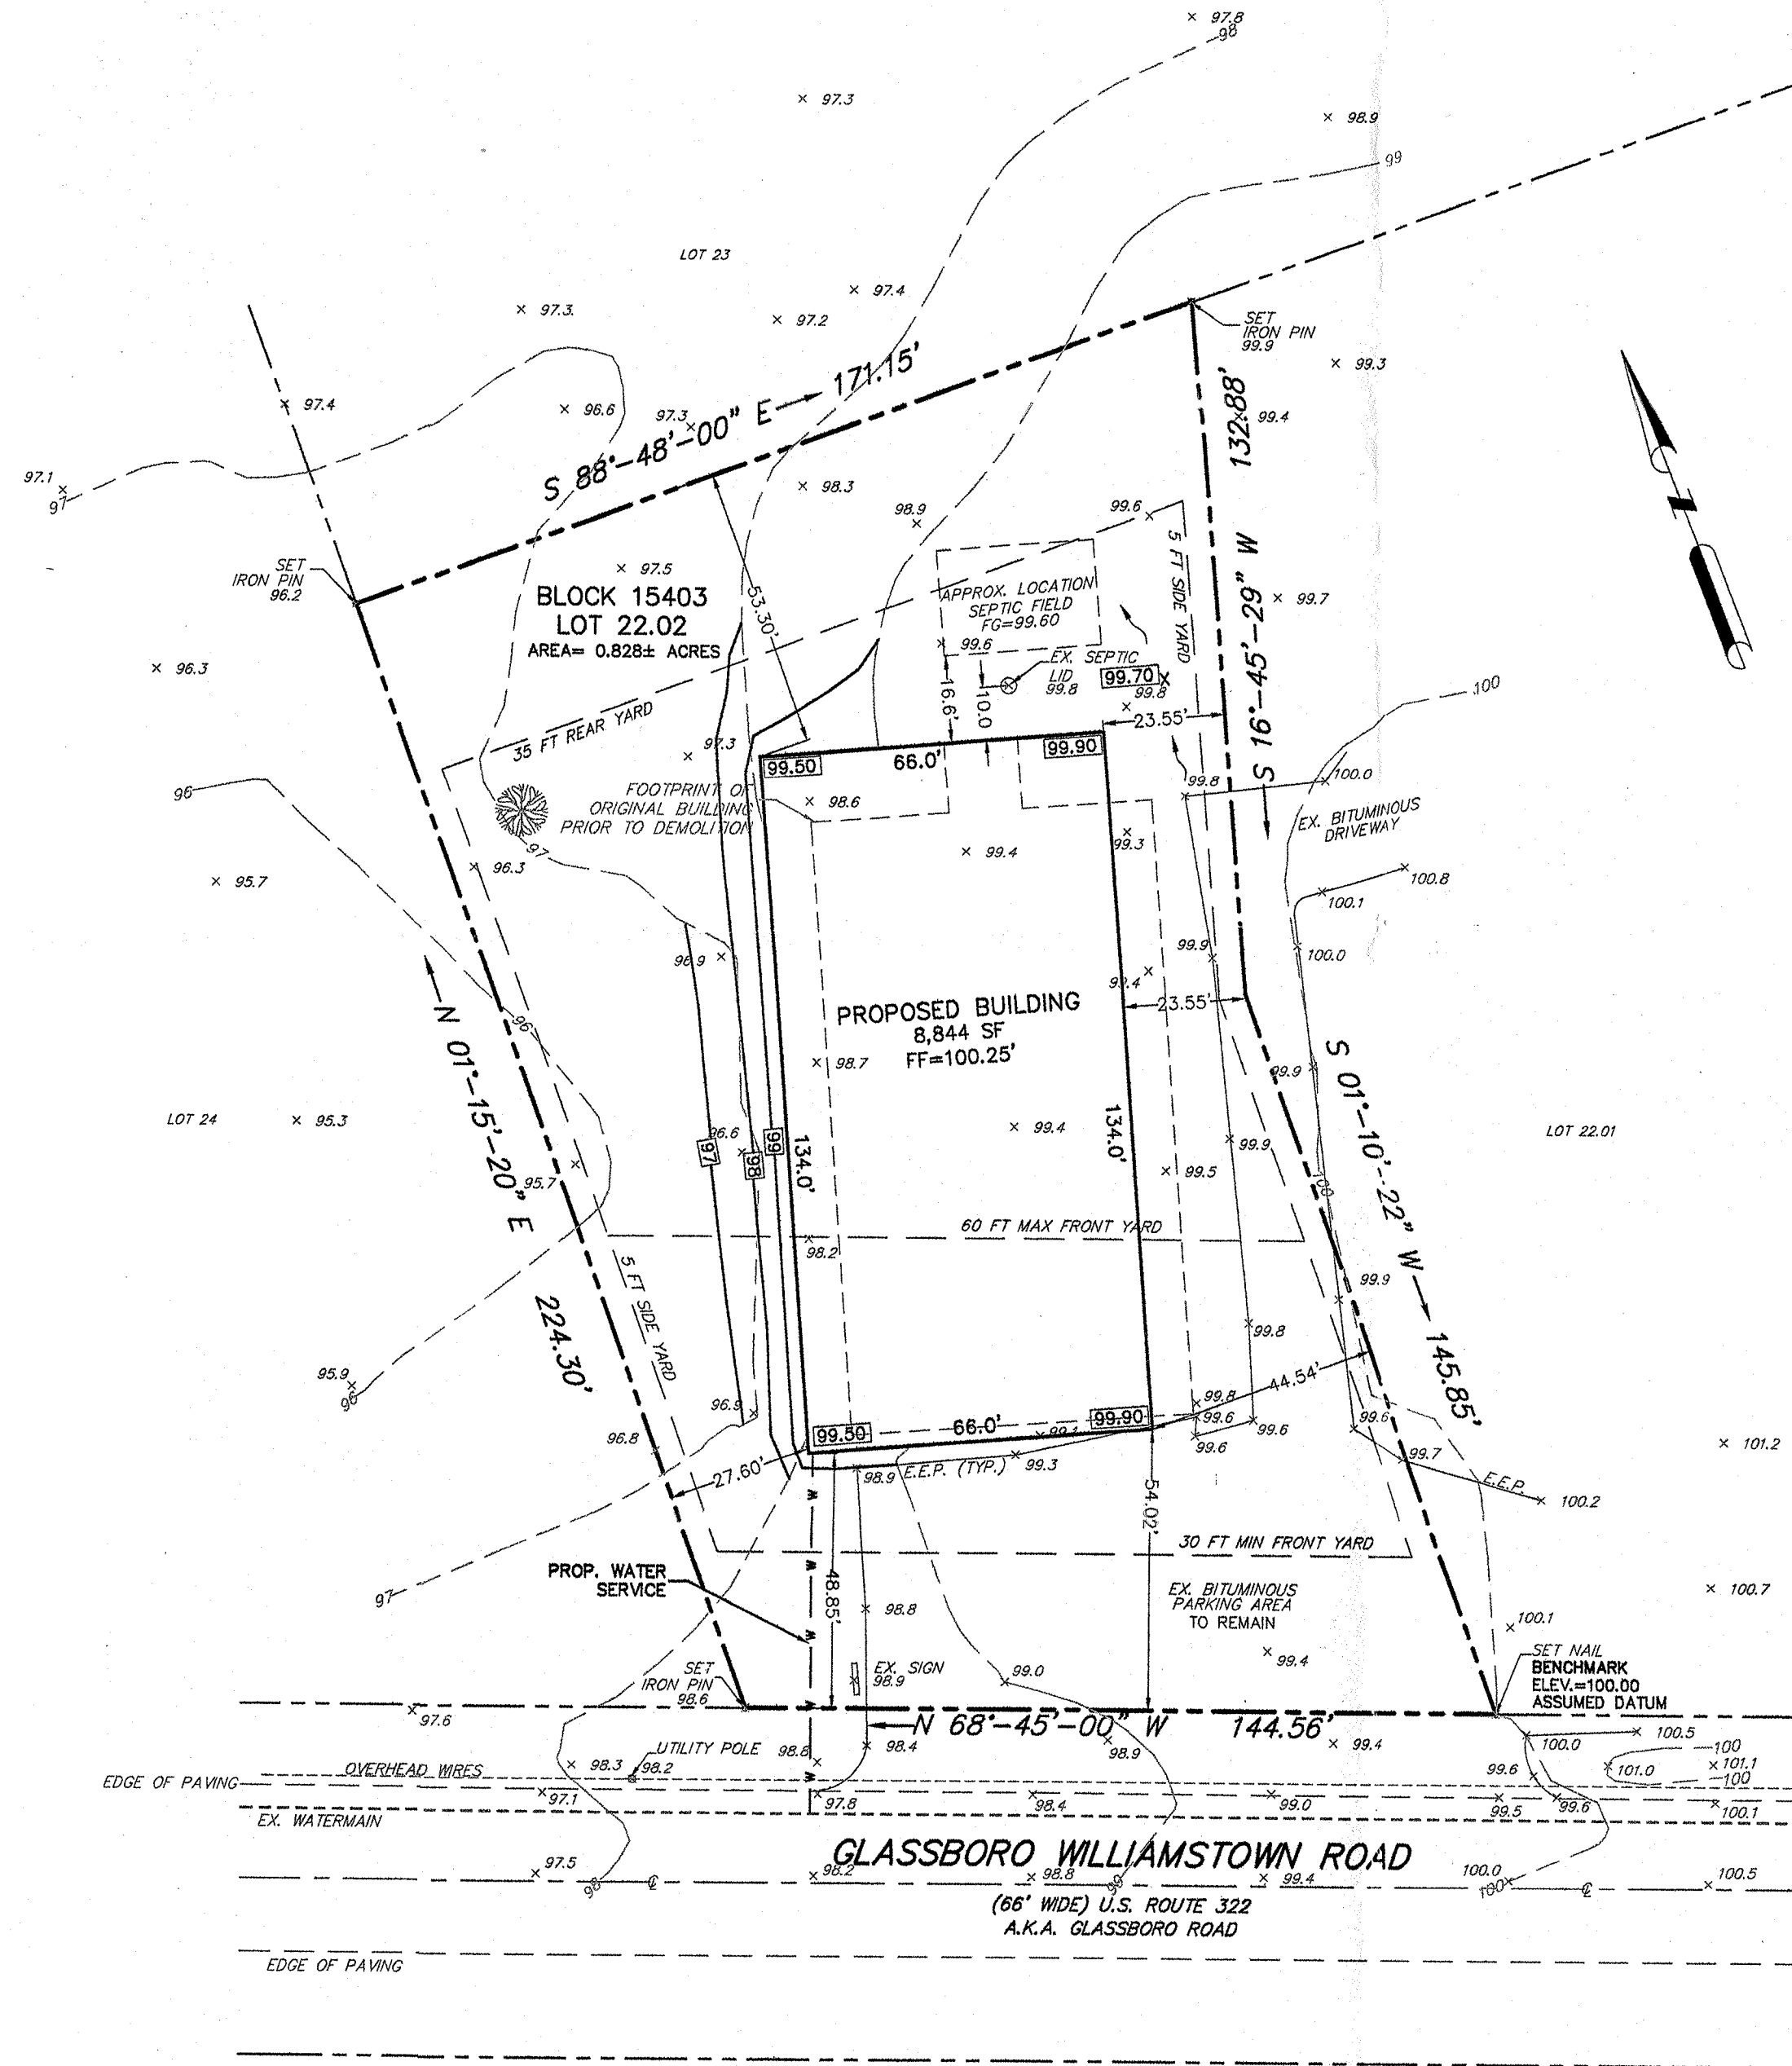 97.8
98
97.3
98.9
99
LOT 23
97.4
97.3
97.2
SET
IRON PIN
99.9
99.3
S 88°-48'-00" E 171.15'
132.88'
97.4
96.6
97.3
99.4
97.1
97
98.3
98.9
99.6
SET
IRON PIN
96.2
97.5
BLOCK 15403
LOT 22.02
AREA= 0.828± ACRES
53.30'
APPROX. LOCATION
SEPTIC FIELD
FG=99.60
5 FT SIDE YARD
S 16°-45'-29" W
99.7
N
96.3
99.6
EX. SEPTIC
LID
99.8
99.70
99.8
16.6'
10.0
100
35 FT REAR YARD
23.55'
97.3
99.50
66.0'
99.90
99.8
100.0
96
FOOTPRINT OF
ORIGINAL BUILDING
PRIOR TO DEMOLITION
98.6
EX. BITUMINOUS
DRIVEWAY
97
99.3
99.4
96.3
95.7
100.8
100.1
96.9
99.9
100.0
99.4
PROPOSED BUILDING
8,844 SF
FF=100.25'
23.55'
96
98.7
99.9
N 01°-15'-20" E
224.30'
S 01°-10'-22" W
145.85'
LOT 24
95.3
96.6
97
98
99
134.0'
99.4
134.0'
99.9
LOT 22.01
95.7
99.5
100
60 FT MAX FRONT YARD
98.2
5 FT SIDE YARD
99.9
99.8
95.9
96
44.54'
96.9
99.8
99.6
99.6
99.6
99.6
99.50
66.0'
99.90
99.1
96.8
27.60'
98.9
E.E.P. (TYP.)
99.3
99.7
E.E.P.
100.2
101.2
54.02'
30 FT MIN FRONT YARD
PROP. WATER
SERVICE
97
48.85'
98.8
EX. BITUMINOUS
PARKING AREA
TO REMAIN
100.7
100.1
99.4
SET
IRON PIN
98.6
EX. SIGN
98.9
99.0
SET NAIL
BENCHMARK
ELEV.=100.00
ASSUMED DATUM
97.6
N 68°-45'-00" W 144.56'
98.4
98.9
99.4
100.0
100.5
UTILITY POLE
98.8
98.3
98.2
OVERHEAD WIRES
99.6
101.0
100
101.1
100
EDGE OF PAVING
97.1
97.8
98.4
99.0
99.5
99.6
100.1
EX. WATERMAIN
W
W
W
W
GLASSBORO WILLIAMSTOWN ROAD
97.5
98
98.2
98.8
99
99.4
100.0
100
100.5
(66' WIDE) U.S. ROUTE 322
A.K.A. GLASSBORO ROAD
EDGE OF PAVING